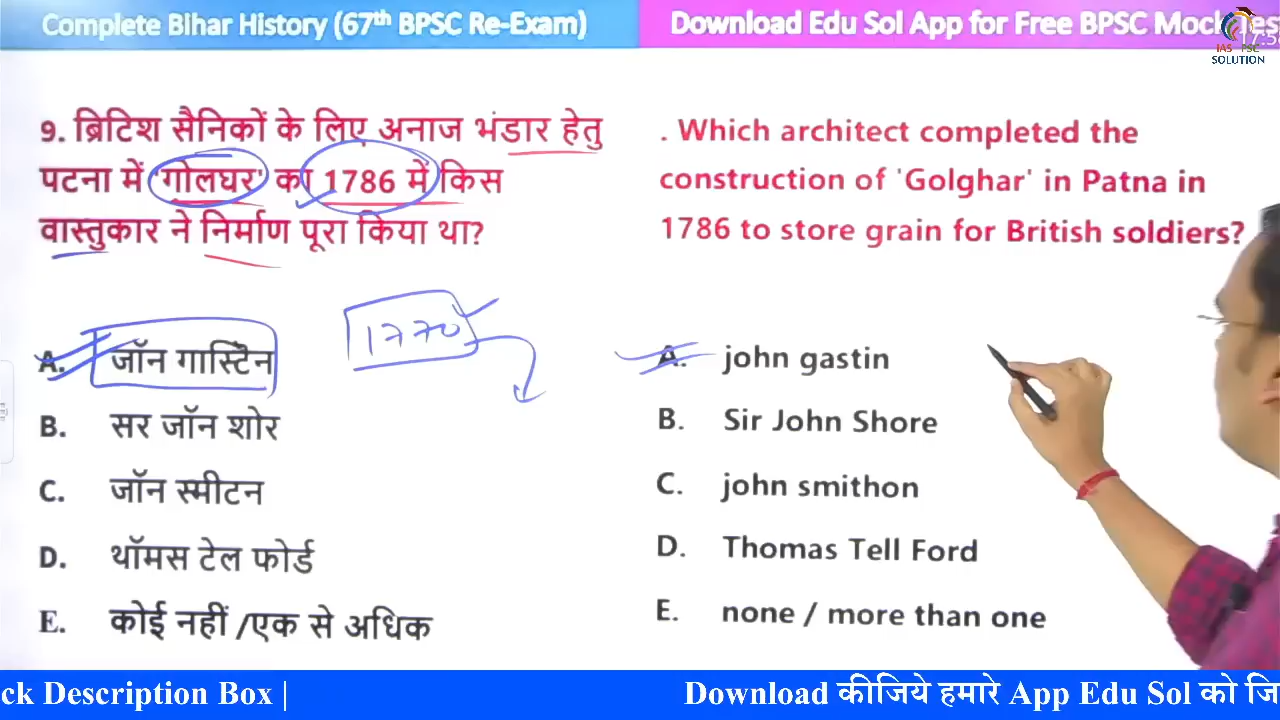 Complete Bihar History (67th BPSC Re-Exam)
Download Edu Sol App for Free BPSC Mock Tes
17:5
IAS PSC
SOLUTION
9. ब्रिटिश सैनिकों के लिए अनाज भंडार हेतु
पटना में 'गोलघर' का 1786 में किस
वास्तुकार ने निर्माण पूरा किया था?
1770
A. जॉन गास्टिन
B. सर जॉन शोर
C. जॉन स्मीटन
D. थॉमस टेल फोर्ड
E. कोई नहीं /एक से अधिक
. Which architect completed the
construction of 'Golghar' in Patna in
1786 to store grain for British soldiers?
A. john gastin
B. Sir John Shore
C. john smithon
D. Thomas Tell Ford
E. none / more than one
ck Description Box |
Download कीजिये हमारे App Edu Sol को जि